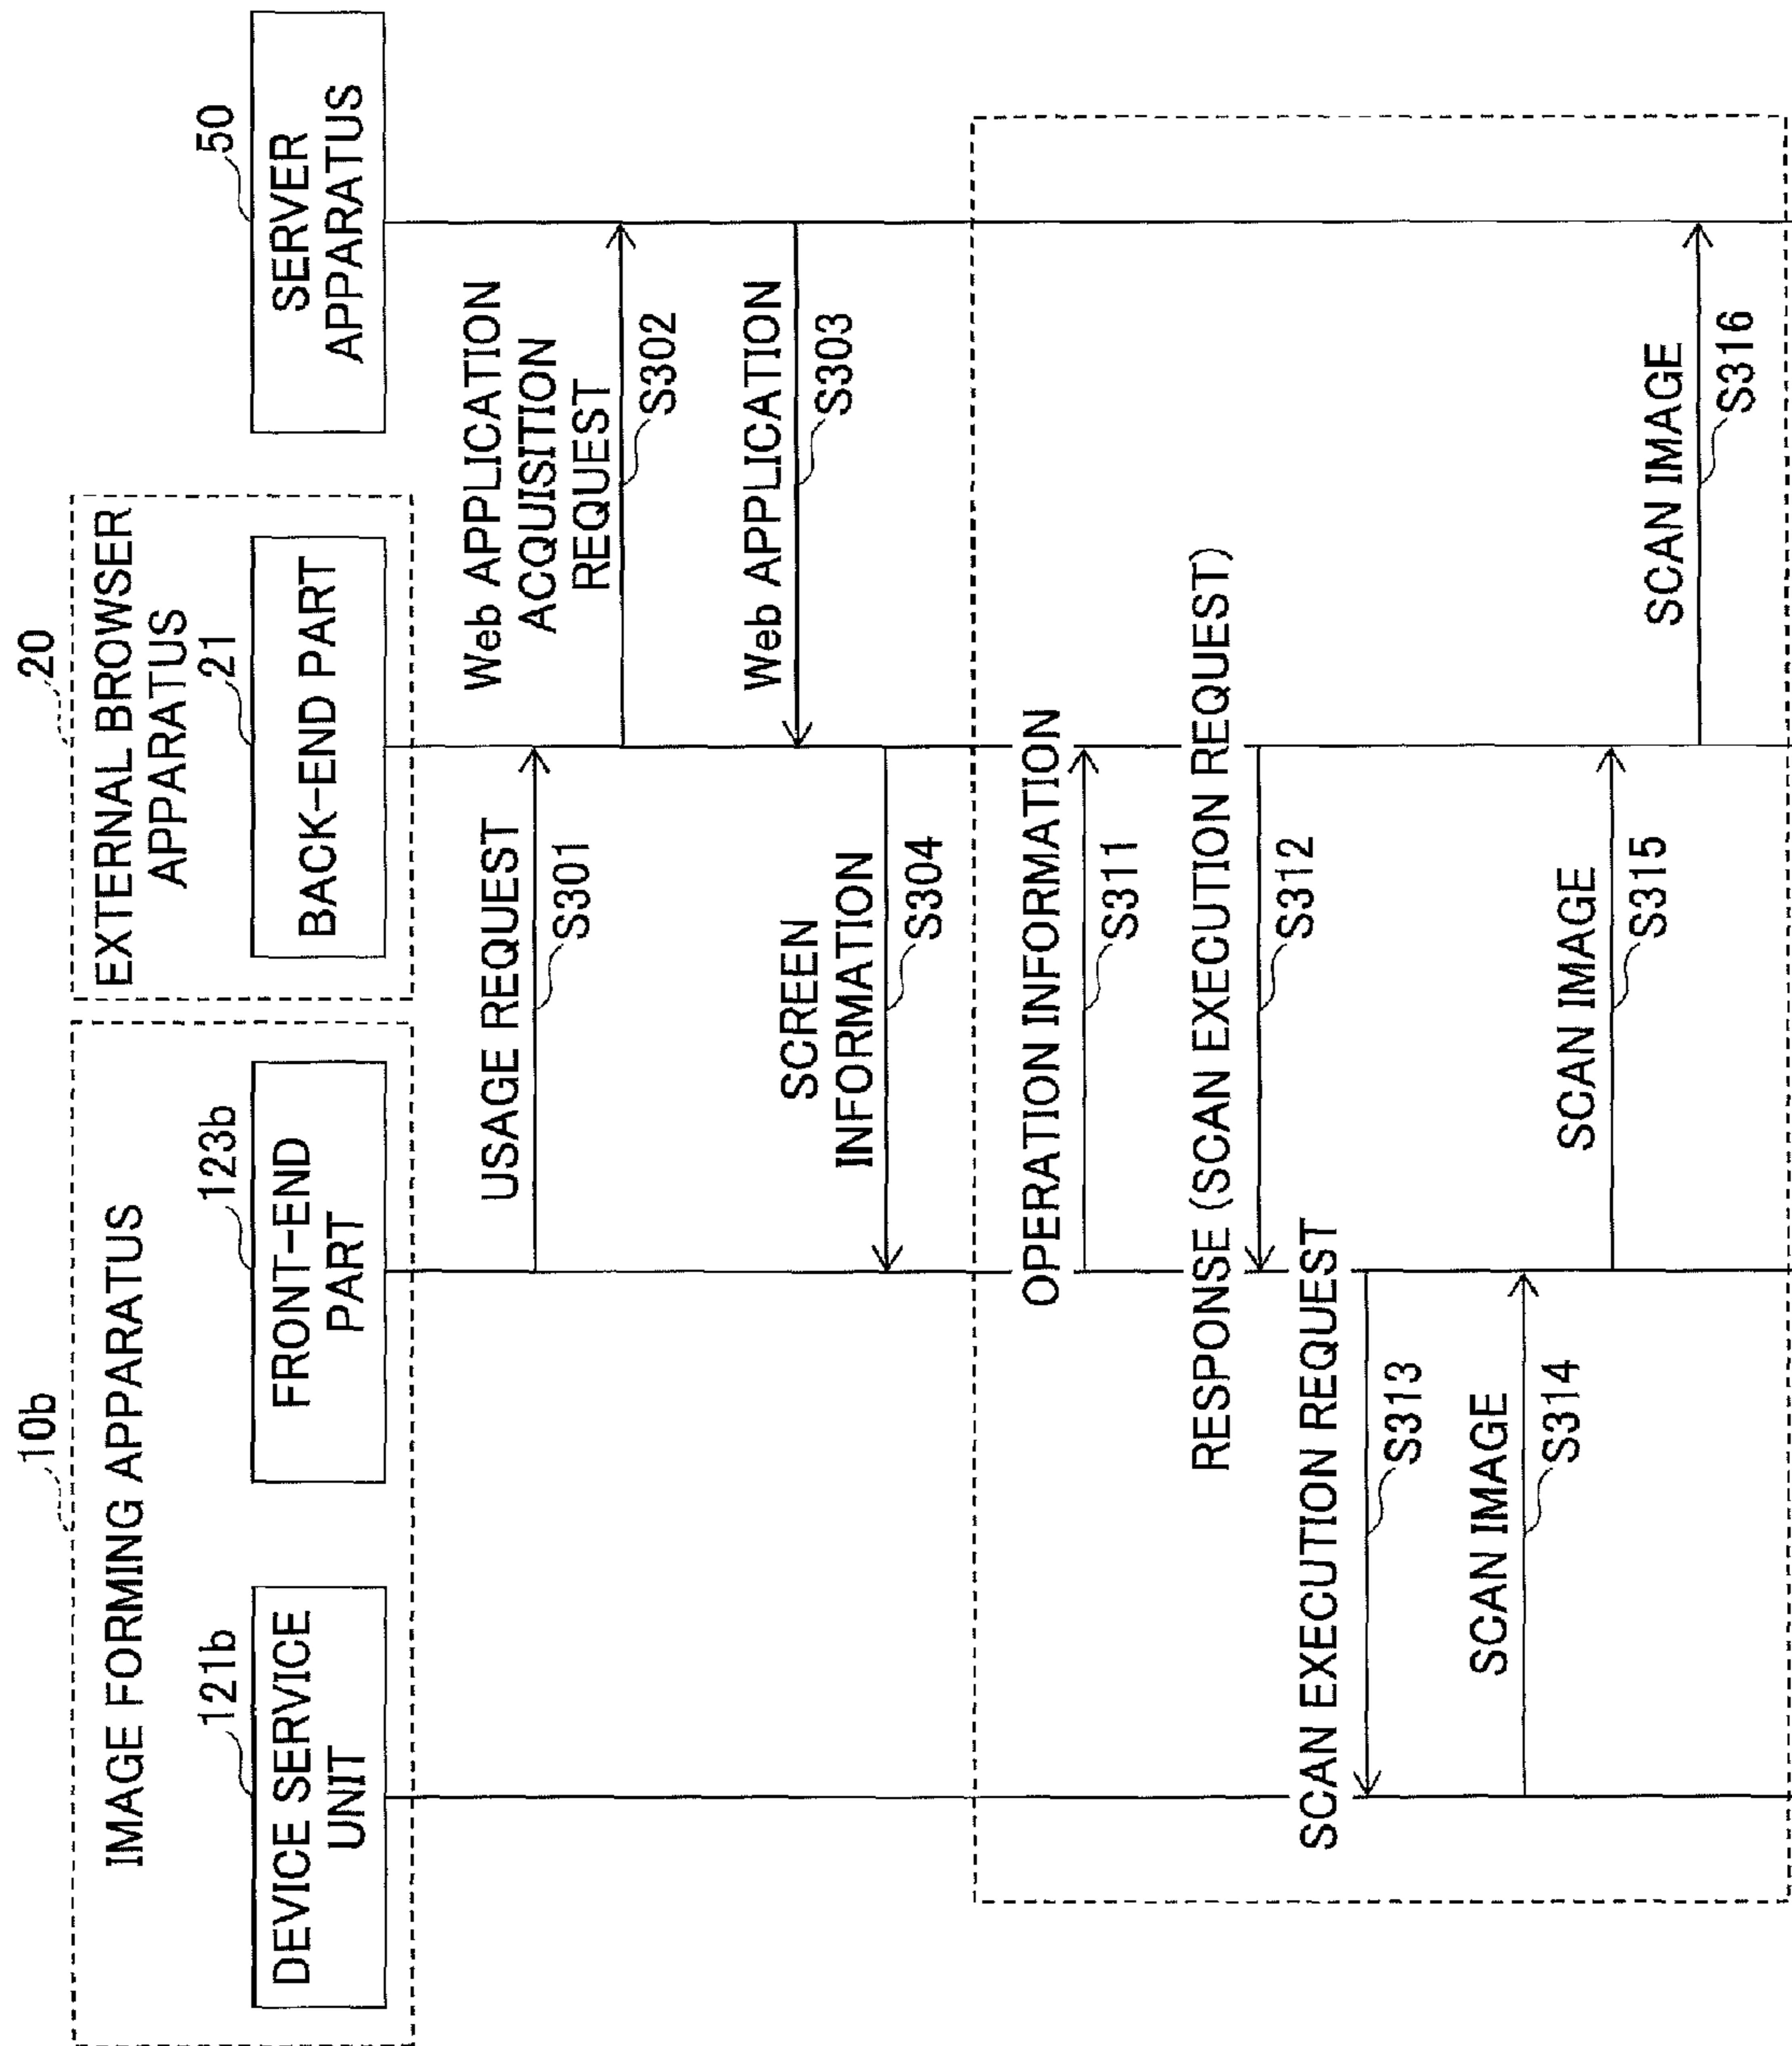 10b
IMAGE FORMING APPARATUS
121b
DEVICE SERVICE
UNIT
123b
FRONT-END
PART
20
EXTERNAL BROWSER
APPARATUS
21
BACK-END PART
50
SERVER
APPARATUS
USAGE REQUEST
S301
Web APPLICATION
ACQUISITION
REQUEST
S302
Web APPLICATION
S303
SCREEN
INFORMATION
S304
OPERATION INFORMATION
S311
RESPONSE (SCAN EXECUTION REQUEST)
S312
SCAN EXECUTION REQUEST
S313
SCAN IMAGE
S314
SCAN IMAGE
S315
SCAN IMAGE
S316